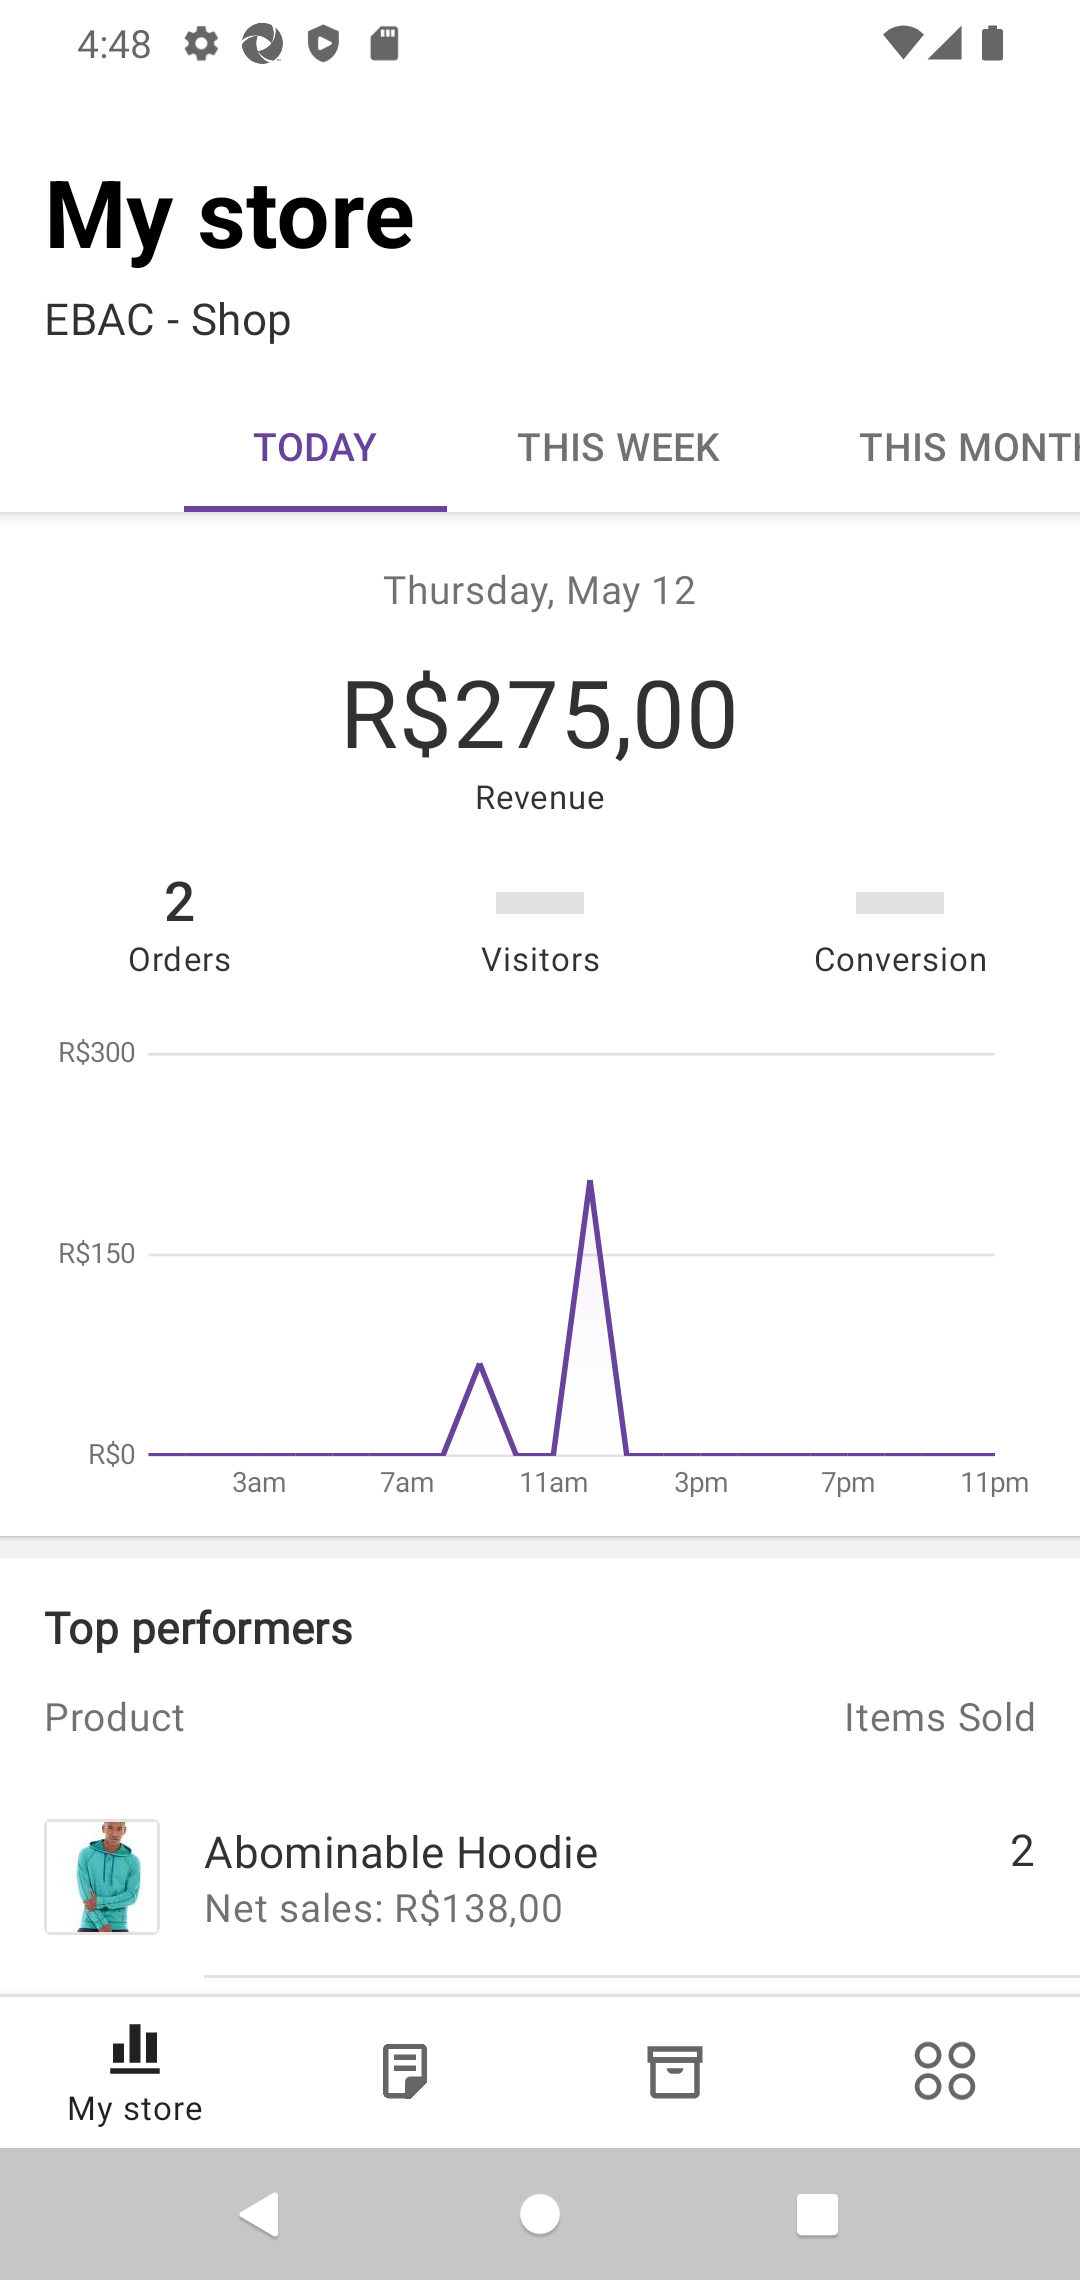 4:48
My store
EBAC - Shop
TODAY THIS WEEK THIS MONTH
Thursday, May 12
R$275,00
Revenue
2
Orders Visitors Conversion
R$300
R$150
R$0
3am 7am 11am 3pm 7pm 11pm
Top performers
Product Items Sold
Abominable Hoodie 2
Net sales: R$138,00
My store